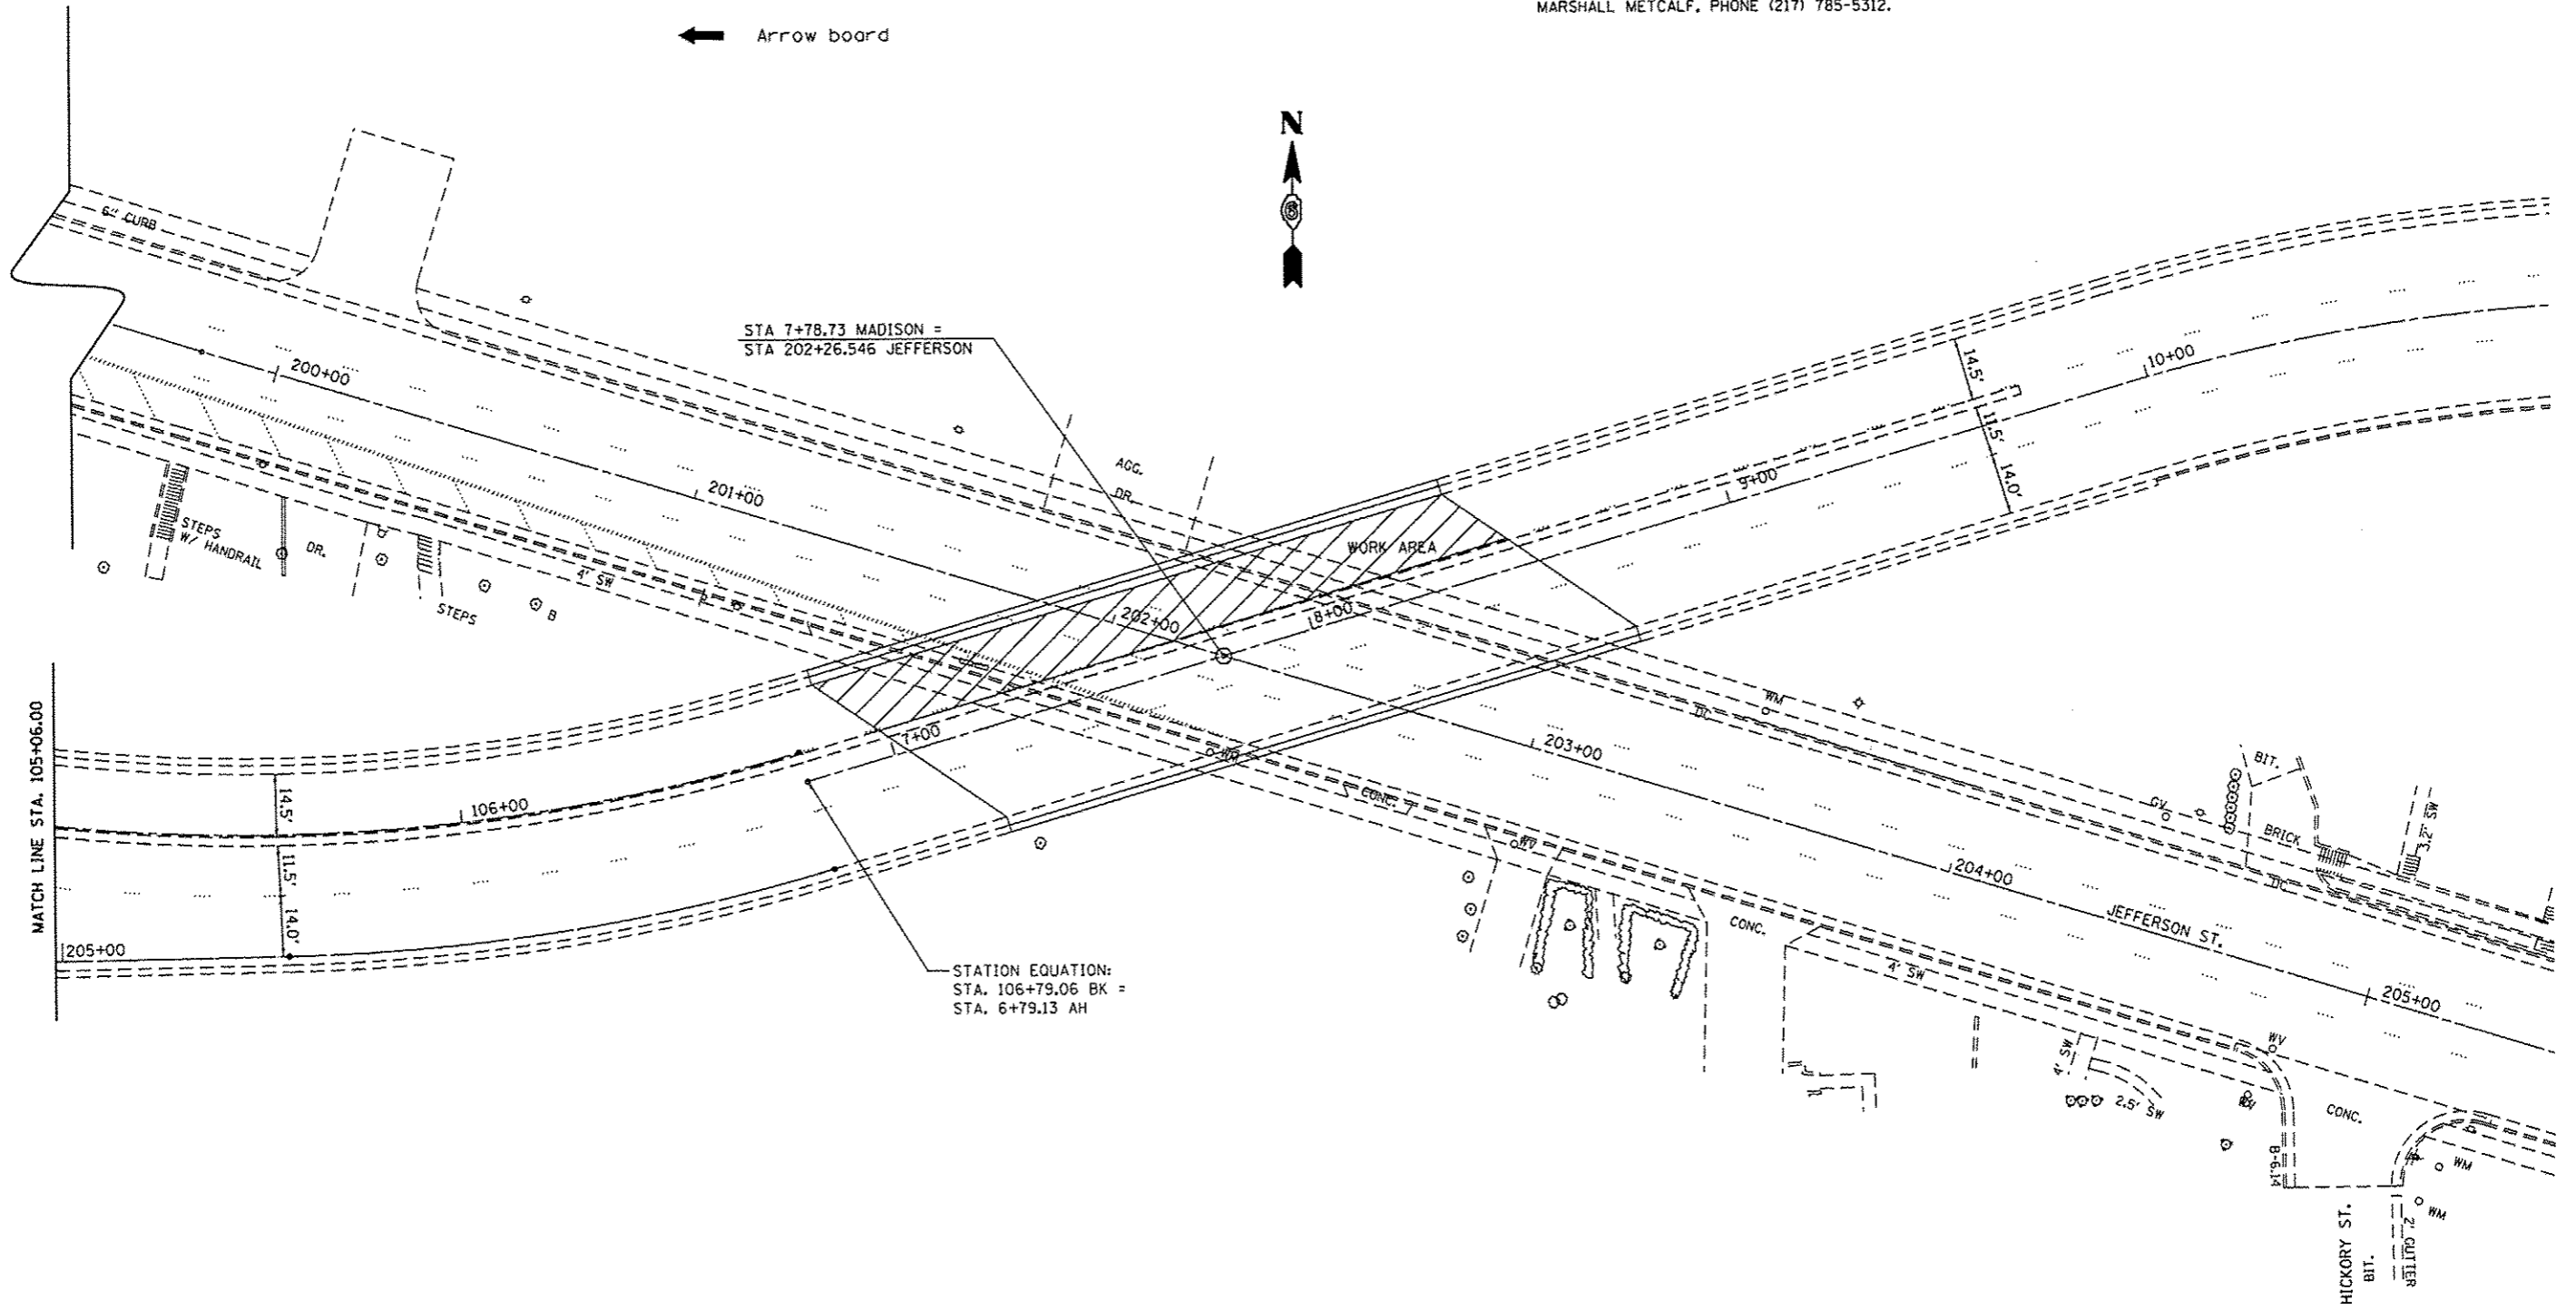 MARSHALL METCALF, PHONE (217) 785-5312.
Arrow board
N
6" CURB
STA 7+78.73 MADISON =
STA 202+26.546 JEFFERSON
200+00
201+00
202+00
203+00
204+00
205+00
JEFFERSON ST.
10+00
9+00
8+00
7+00
14.5'
11.5'
14.0'
AGG.
DR.
WORK AREA
STEPS
W/ HANDRAIL
DR.
STEPS
4' SW
B
MATCH LINE STA. 105+06.00
14.5'
11.5'
14.0'
106+00
205+00
STATION EQUATION:
STA. 106+79.06 BK =
STA. 6+79.13 AH
WM
WM
DC
CONC.
WV
CONC.
GV
BIT.
BRICK
DC
3.2' SW
4' SW
4' SW
2.5' SW
WV
CONC.
B-6.14
WM
WM
HICKORY ST.
BIT.
2' GUTTER